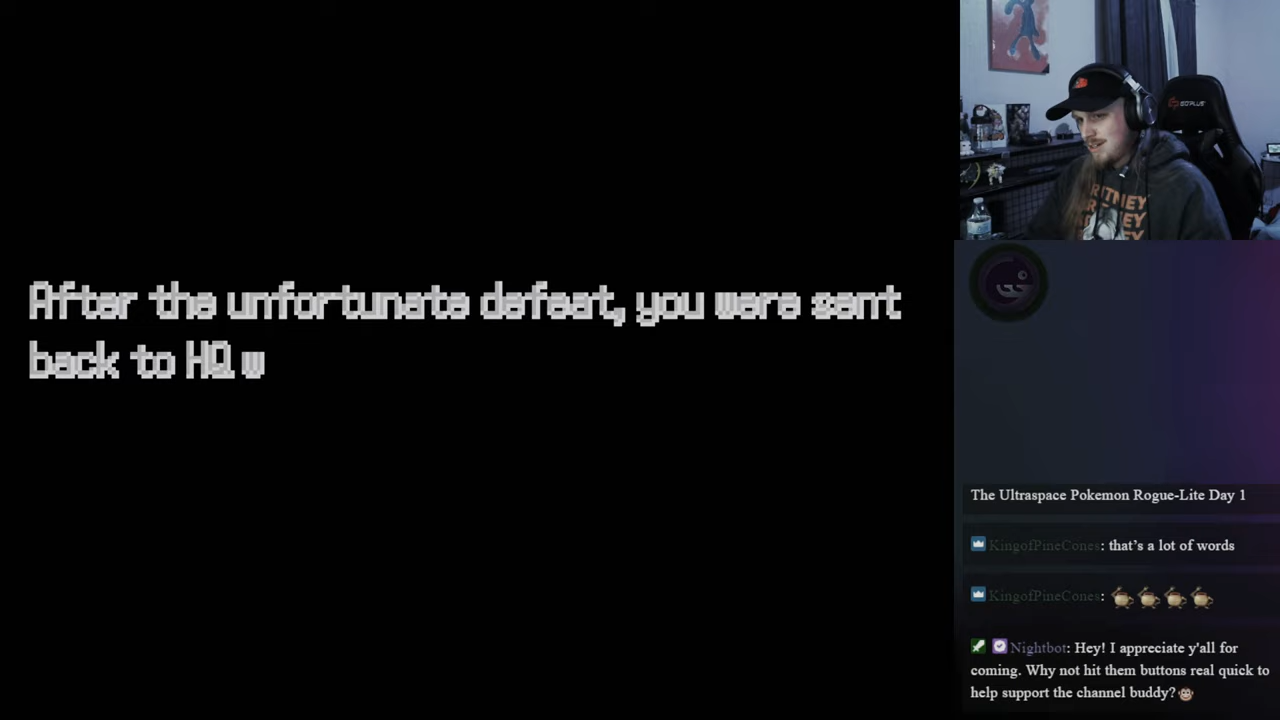 After the unfortunate defeat, you were sent
back to HQ w
The Ultraspace Pokemon Rogue-Lite Day 1
KingofPineCones: that's a lot of words
KingofPineCones:
Nightbot: Hey! I appreciate y'all for
coming. Why not hit them buttons real quick to
help support the channel buddy?